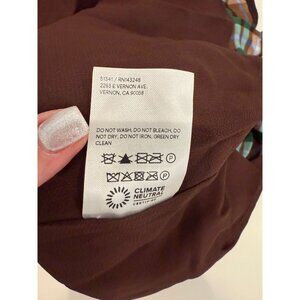 51341 / RN143248
2263 E VERNON AVE.
VERNON, CA 90058
DO NOT WASH, DO NOT BLEACH, DO
NOT DRY, DO NOT IRON, GREEN DRY
CLEAN
P
P
CLIMATE
NEUTRAL
CERTIFIED